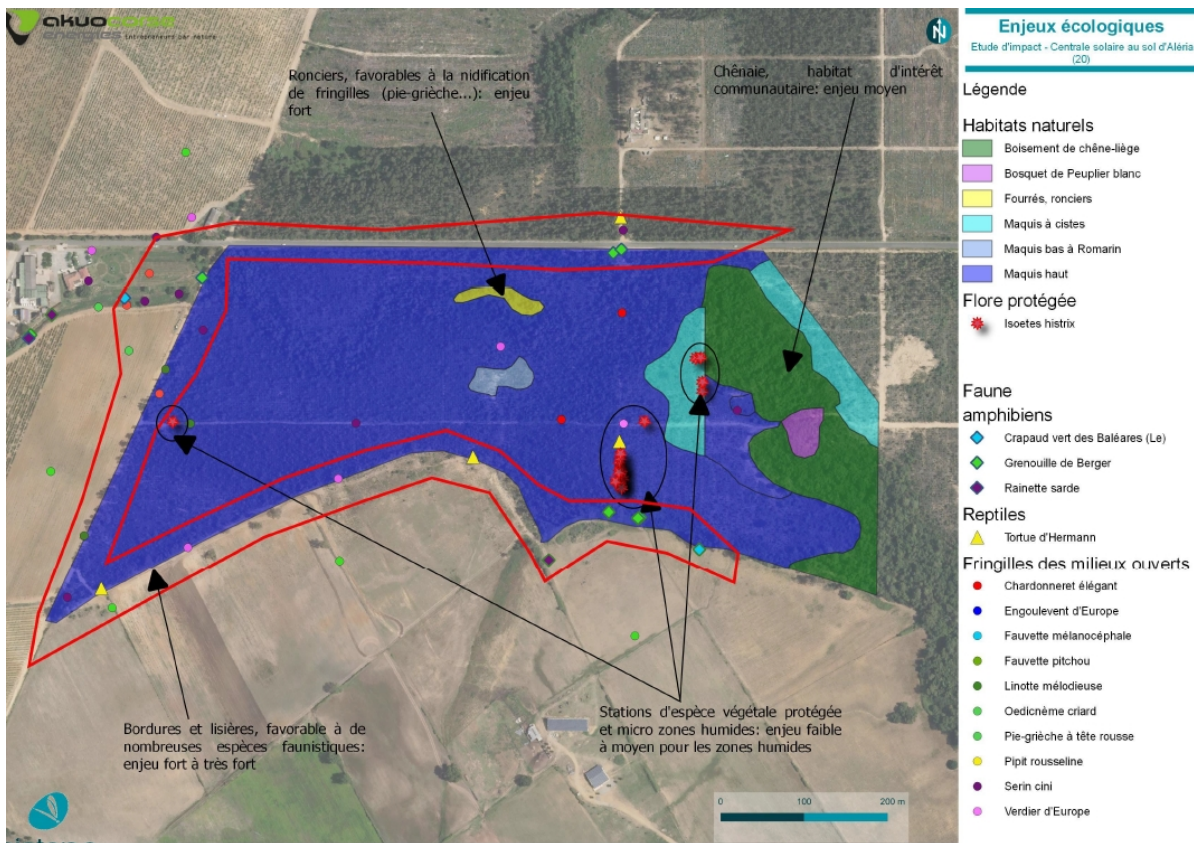 akuo corse
energies Entrepreneurs par nature
N
Ronciers, favorables à la nidification
de fringilles (pie-grièche...): enjeu
fort
Chênaie, habitat d'intérêt
communautaire: enjeu moyen
Bordures et lisières, favorable à de
nombreuses espèces faunistiques:
enjeu fort à très fort
Stations d'espèce végétale protégée
et micro zones humides: enjeu faible
à moyen pour les zones humides
0 100 200 m
Enjeux écologiques
Etude d'impact - Centrale solaire au sol d'Aléria
(20)
Légende
Habitats naturels
Boisement de chêne-liège
Bosquet de Peuplier blanc
Fourrés, ronciers
Maquis à cistes
Maquis bas à Romarin
Maquis haut
Flore protégée
Isoetes histrix
Faune
amphibiens
Crapaud vert des Baléares (Le)
Grenouille de Berger
Rainette sarde
Reptiles
Tortue d'Hermann
Fringilles des milieux ouverts
Chardonneret élégant
Engoulevent d'Europe
Fauvette mélanocéphale
Fauvette pitchou
Linotte mélodieuse
Oedicnème criard
Pie-grièche à tête rousse
Pipit rousseline
Serin cini
Verdier d'Europe